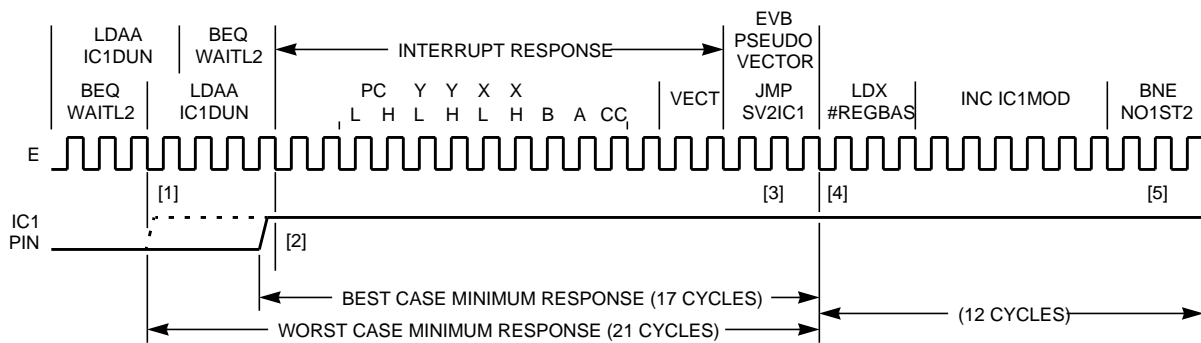 LDAA
IC1DUN
BEQ
WAITL2
INTERRUPT RESPONSE
EVB
PSEUDO
VECTOR
BEQ
WAITL2
LDAA
IC1DUN
PC Y Y X X
L H L H L H B A CC
VECT
JMP
SV2IC1
LDX
#REGBAS
INC IC1MOD
BNE
NO1ST2
E
[1]
[3]
[4]
[5]
IC1
PIN
[2]
BEST CASE MINIMUM RESPONSE (17 CYCLES)
(12 CYCLES)
WORST CASE MINIMUM RESPONSE (21 CYCLES)